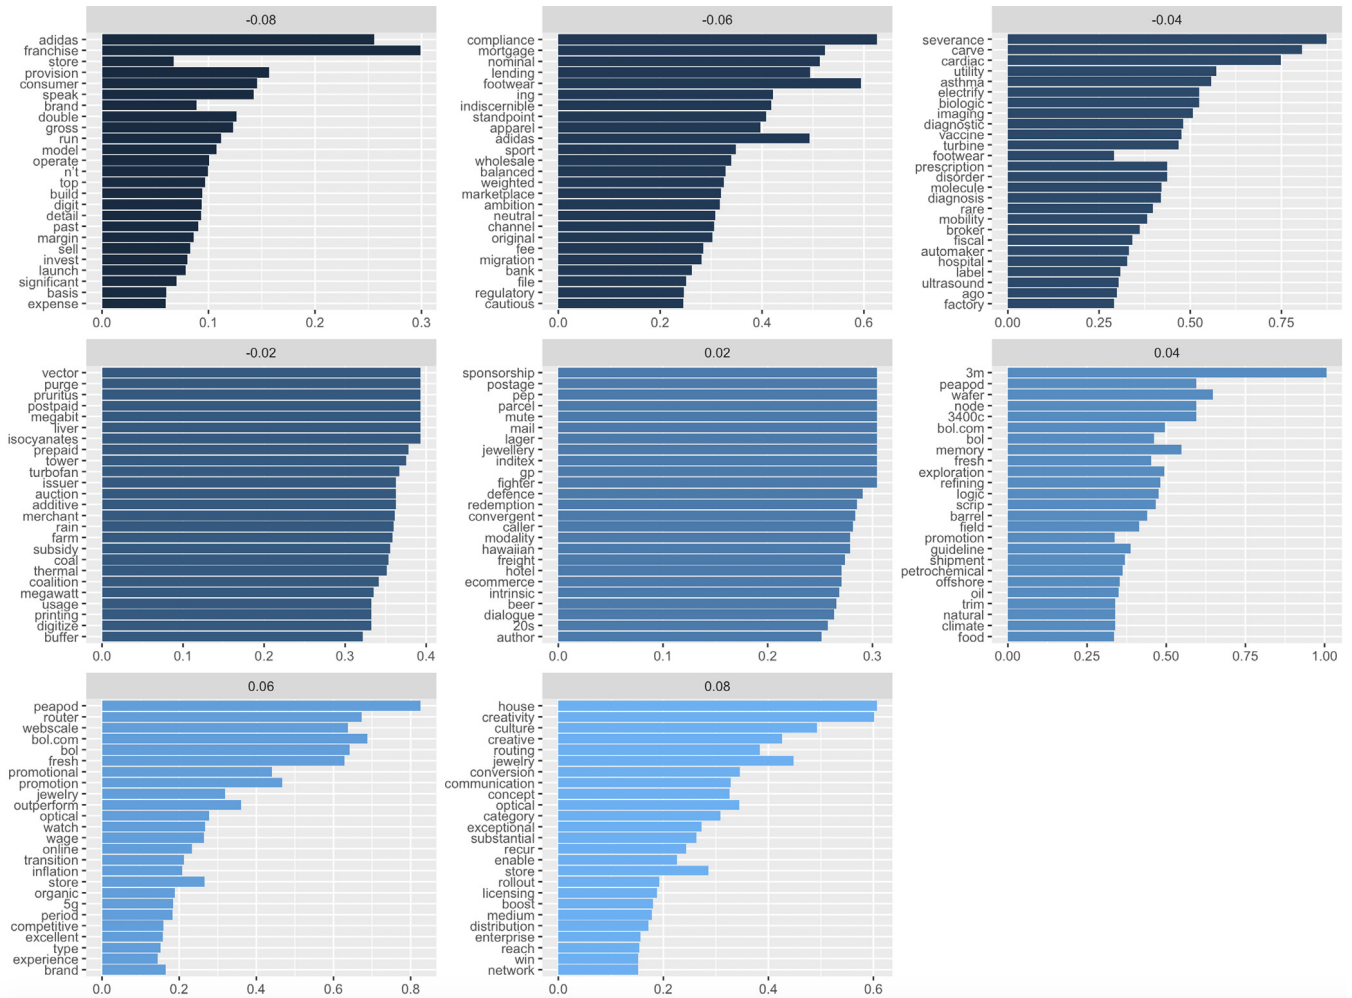 -0.08
adidas
franchise
store
provision
consumer
speak
brand
double
gross
run
model
operate
n't
top
build
digit
detail
past
margin
sell
invest
launch
significant
basis
expense
0.0 0.1 0.2 0.3
-0.06
compliance
mortgage
nominal
lending
footwear
ing
indiscernible
standpoint
apparel
adidas
sport
wholesale
balanced
weighted
marketplace
ambition
neutral
channel
original
fee
migration
bank
file
regulatory
cautious
0.0 0.2 0.4 0.6
-0.04
severance
carve
cardiac
utility
asthma
electrify
biologic
imaging
diagnostic
vaccine
turbine
footwear
prescription
disorder
molecule
diagnosis
rare
mobility
broker
fiscal
automaker
hospital
label
ultrasound
ago
factory
0.00 0.25 0.50 0.75
-0.02
vector
purge
pruritus
postpaid
megabit
liver
isocyanates
prepaid
tower
turbofan
issuer
auction
additive
merchant
rain
farm
subsidy
coal
thermal
coalition
megawatt
usage
printing
digitize
buffer
0.0 0.1 0.2 0.3 0.4
0.02
sponsorship
postage
pep
parcel
mute
mail
lager
jewellery
inditex
gp
fighter
defence
redemption
convergent
caller
modality
hawaiian
freight
hotel
ecommerce
intrinsic
beer
dialogue
20s
author
0.0 0.1 0.2 0.3
0.04
3m
peapod
wafer
node
3400c
bol.com
bol
memory
fresh
exploration
refining
logic
scrip
barrel
field
promotion
guideline
shipment
petrochemical
offshore
oil
trim
natural
climate
food
0.00 0.25 0.50 0.75 1.00
0.06
peapod
router
webscale
bol.com
bol
fresh
promotional
promotion
jewelry
outperform
optical
watch
wage
online
transition
inflation
store
organic
5g
period
competitive
excellent
type
experience
brand
0.0 0.2 0.4 0.6 0.8
0.08
house
creativity
culture
creative
routing
jewelry
conversion
communication
concept
optical
category
exceptional
substantial
recur
enable
store
rollout
licensing
boost
medium
distribution
enterprise
reach
win
network
0.0 0.2 0.4 0.6